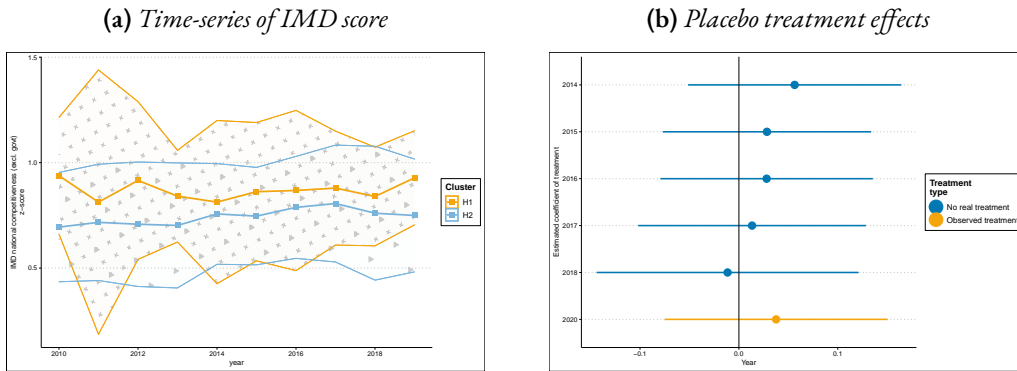 (a) Time-series of IMD score
1.5
1.0
0.5
IMD national competitiveness (excl. govt)
z-score
2010
2012
2014
2016
2018
year
Cluster
H1
H2
(b) Placebo treatment effects
2014
2015
2016
2017
2018
2020
Estimated coefficient of treatment
-0.1
0.0
0.1
Year
Treatment
type
No real treatment
Observed treatment